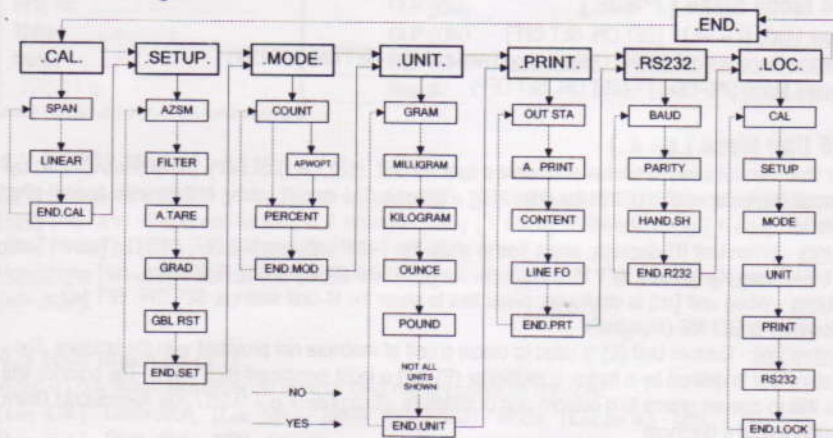 END.
.CAL.
.SETUP.
.MODE.
.UNIT.
.PRINT.
.RS232.
.LOC.
SPAN
LINEAR
END.CAL
AZSM
FILTER
A.TARE
GRAD
GBL RST
END.SET
COUNT
APWOPT
PERCENT
END.MOD
GRAM
MILLIGRAM
KILOGRAM
OUNCE
POUND
NOT ALL
UNITS
SHOWN
END.UNIT
OUT STA
A. PRINT
CONTENT
LINE FO
END.PRT
BAUD
PARITY
HAND.SH
END.R232
CAL
SETUP
MODE
UNIT
PRINT
RS232
END.LOCK
NO
YES